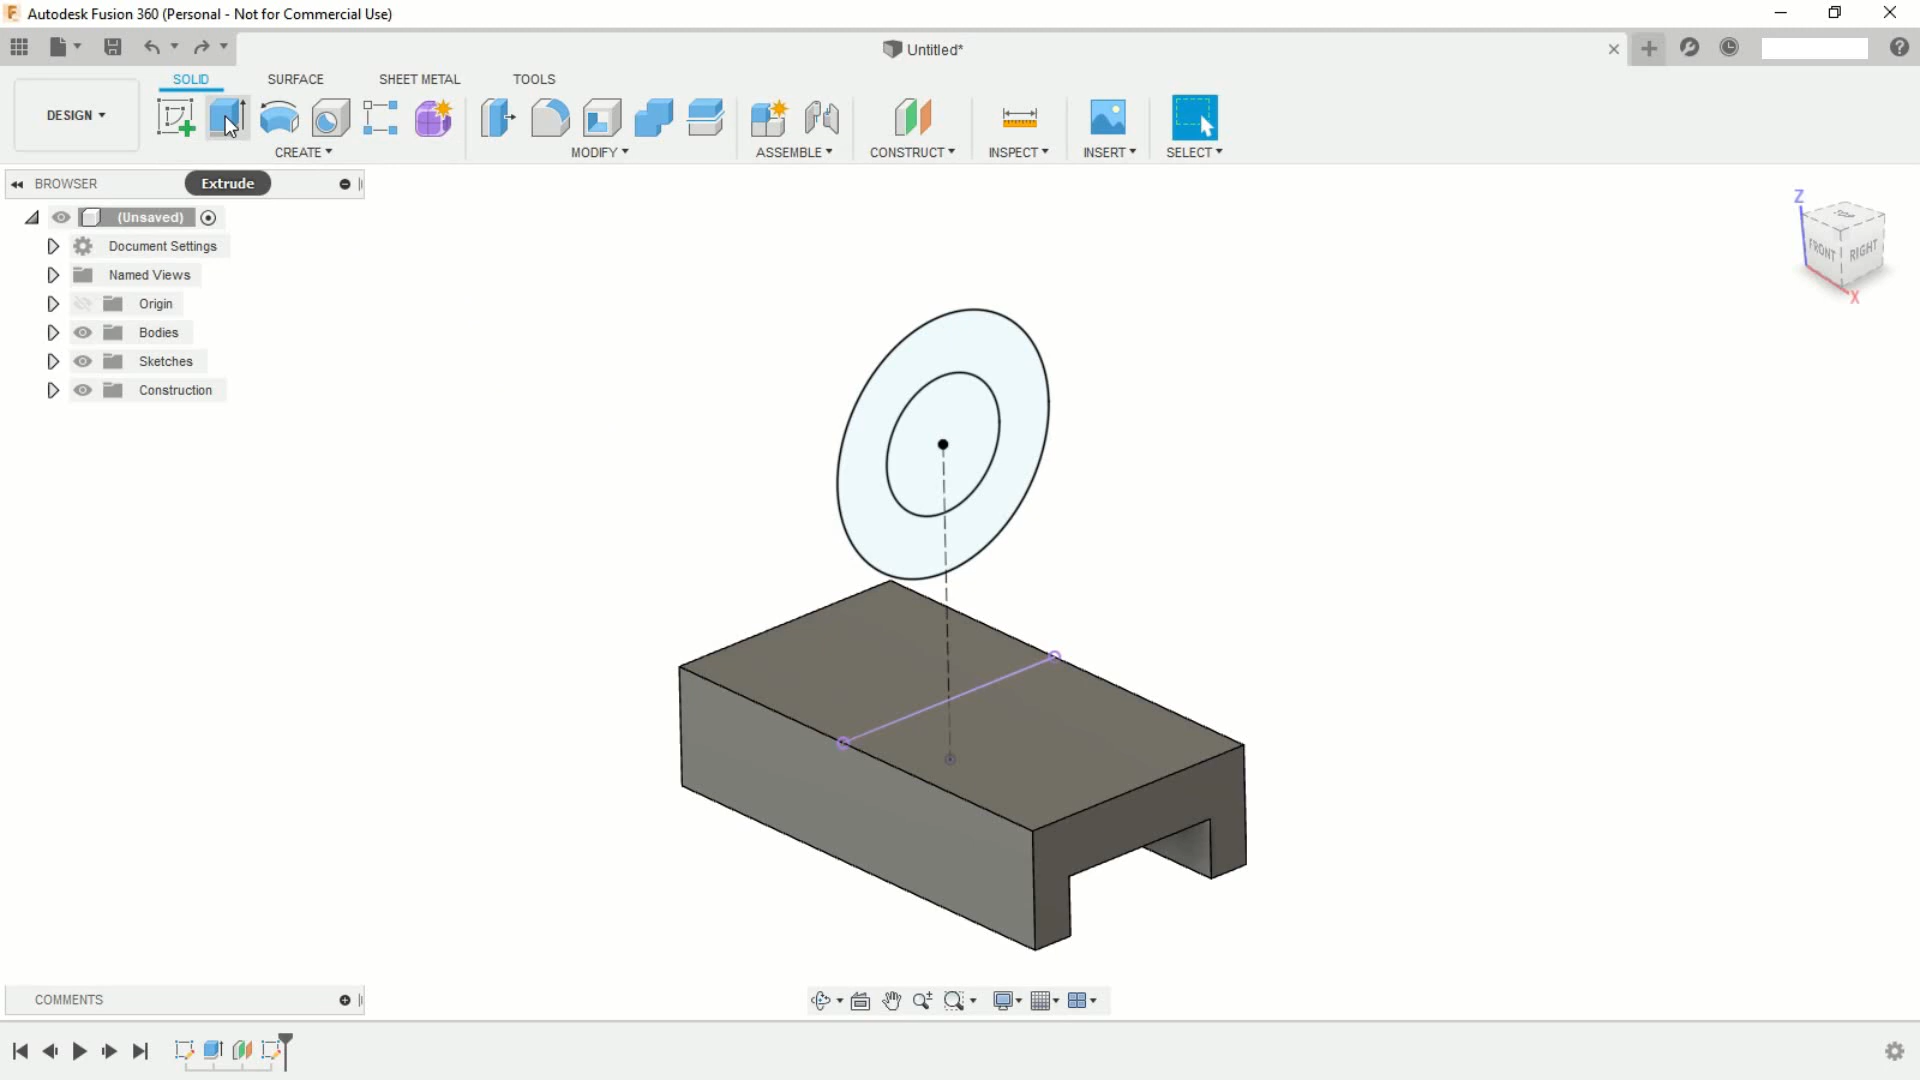 Autodesk Fusion 360 (Personal - Not for Commercial Use)
Untitled*
SOLID SURFACE SHEET METAL TOOLS
DESIGN
CREATE MODIFY ASSEMBLE CONSTRUCT INSPECT INSERT SELECT
BROWSER
Extrude
(Unsaved)
Document Settings
Named Views
Origin
Bodies
Sketches
Construction
Z
TOP
FRONT RIGHT
X
COMMENTS